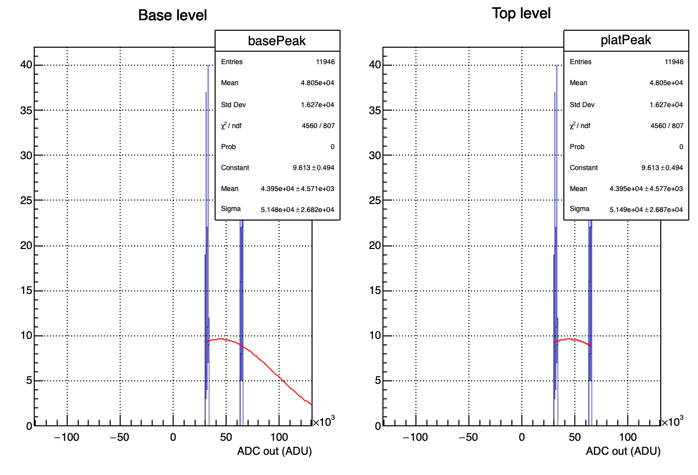 Base level
basePeak
Entries 11946
Mean 4.805e+04
Std Dev 1.627e+04
χ²/ ndf 4560 / 807
Prob 0
Constant 9.613±0.494
Mean 4.395e+04±4.571e+03
Sigma 5.148e+04±2.682e+04
40
35
30
25
20
15
10
5
0
−100 −50 0 50 100 ×10³
ADC out (ADU)
Top level
platPeak
Entries 11946
Mean 4.805e+04
Std Dev 1.627e+04
χ²/ ndf 4560 / 807
Prob 0
Constant 9.613±0.494
Mean 4.395e+04±4.577e+03
Sigma 5.149e+04±2.687e+04
40
35
30
25
20
15
10
5
0
−100 −50 0 50 100 ×10³
ADC out (ADU)